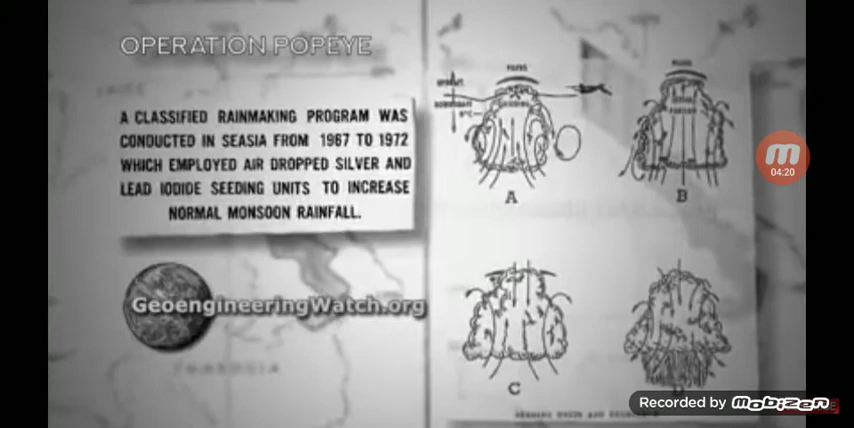 OPERATION POPEYE
A CLASSIFIED RAINMAKING PROGRAM WAS
CONDUCTED IN SEASIA FROM 1967 TO 1972
WHICH EMPLOYED AIR DROPPED SILVER AND
LEAD IODIDE SEEDING UNITS TO INCREASE
NORMAL MONSOON RAINFALL.
GeoengineeringWatch.org
A
B
C
D
04:20
Recorded by mobizen